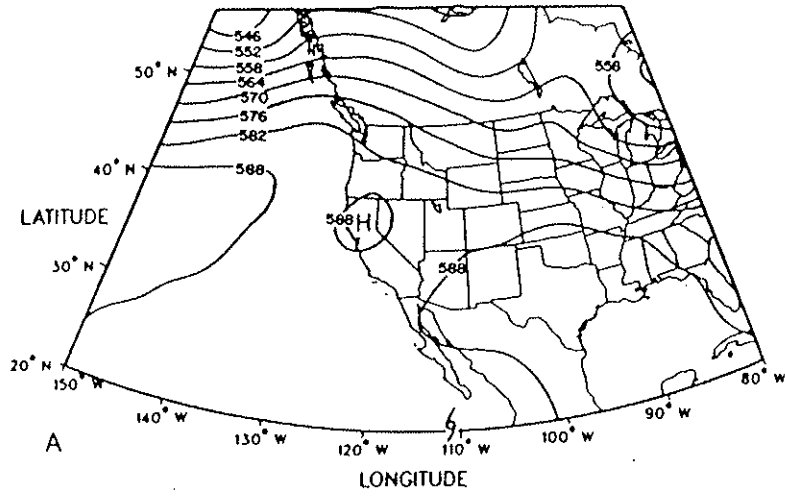 546
552
558
564
570
576
582
588
558
50° N
40° N
LATITUDE
30° N
20° N
588 H
588
150° W
140° W
130° W
120° W
110° W
100° W
90° W
80° W
A
LONGITUDE